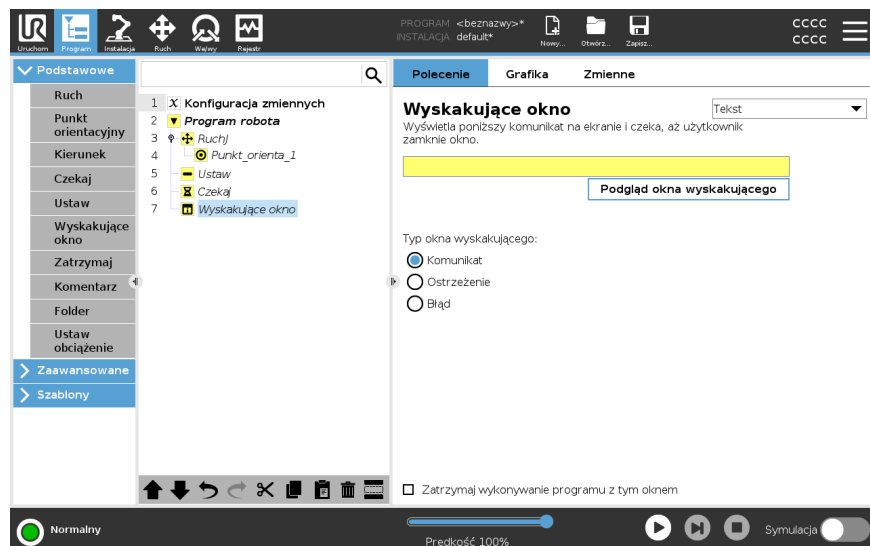 UR
Uruchom
Program
Instalacja
Ruch
We/wy
Rejestr
PROGRAM <beznazwy>*
INSTALACJA default*
Nowy...
Otwórz...
Zapisz...
CCCC
CCCC
Podstawowe
Ruch
Punkt
orientacyjny
Kierunek
Czekaj
Ustaw
Wyskakujące
okno
Zatrzymaj
Komentarz
Folder
Ustaw
obciążenie
Zaawansowane
Szablony
1 X Konfiguracja zmiennych
2 Program robota
3 RuchJ
4 Punkt_orienta_1
5 Ustaw
6 Czekaj
7 Wyskakujące okno
Polecenie Grafika Zmienne
Wyskakujące okno
Tekst
Wyświetla poniższy komunikat na ekranie i czeka, aż użytkownik
zamknie okno.
Podgląd okna wyskakującego
Typ okna wyskakującego:
Komunikat
Ostrzeżenie
Błąd
Zatrzymaj wykonywanie programu z tym oknem
Normalny
Predkość 100%
Symulacja